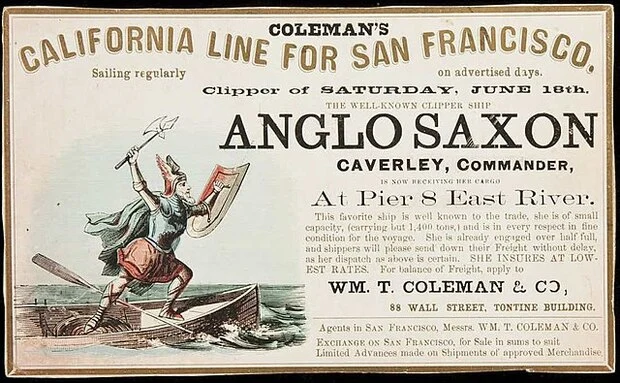 COLEMAN'S
CALIFORNIA LINE FOR SAN FRANCISCO.
Sailing regularly on advertised days.
Clipper of SATURDAY, JUNE 18th.
THE WELL-KNOWN CLIPPER SHIP
ANGLO SAXON
CAVERLEY, COMMANDER,
IS NOW RECEIVING HER CARGO
At Pier 8 East River.
This favorite ship is well known to the trade, she is of small
capacity, (carrying but 1,400 tons,) and is in every respect in fine
condition for the voyage. She is already engaged over half full,
and shippers will please send down their Freight without delay,
as her dispatch as above is certain. SHE INSURES AT LOW-
EST RATES. For balance of Freight, apply to
WM. T. COLEMAN & CO,
88 WALL STREET, TONTINE BUILDING.
Agents in SAN FRANCISCO, Messrs. WM. T. COLEMAN & CO.
EXCHANGE ON SAN FRANCISCO, for Sale in sums to suit
Limited Advances made on Shipments of approved Merchandise